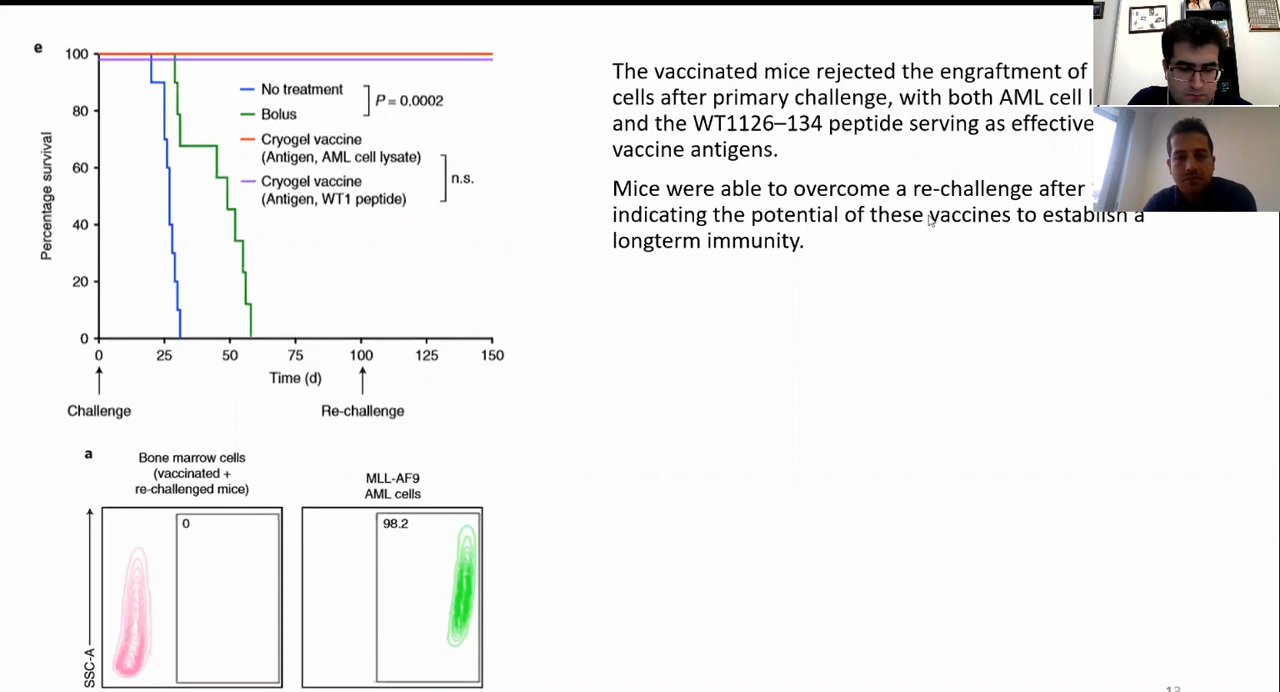 e
100
80
60
40
20
0
Percentage survival
No treatment
Bolus
P = 0.0002
Cryogel vaccine
(Antigen, AML cell lysate)
Cryogel vaccine
(Antigen, WT1 peptide)
n.s.
0 25 50 75 100 125 150
Time (d)
Challenge
Re-challenge
The vaccinated mice rejected the engraftment of
cells after primary challenge, with both AML cell
and the WT1126–134 peptide serving as effective
vaccine antigens.
Mice were able to overcome a re-challenge after
indicating the potential of these vaccines to establish a
longterm immunity.
a
Bone marrow cells
(vaccinated +
re-challenged mice)
MLL-AF9
AML cells
0
98.2
SSC-A